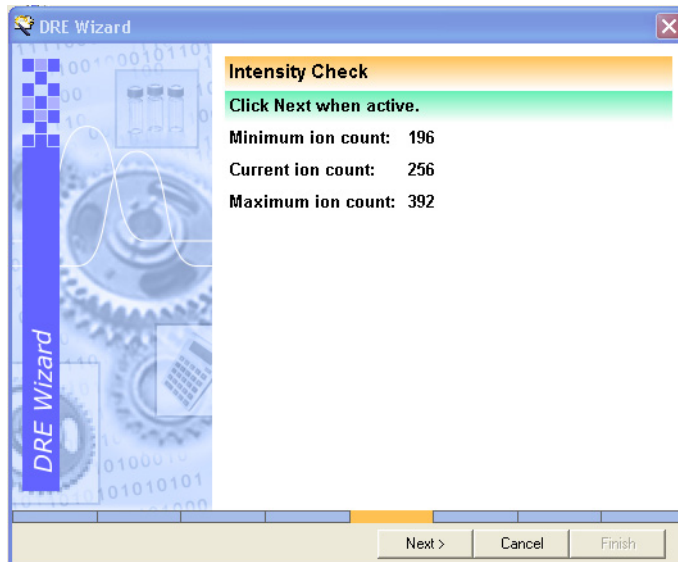 DRE Wizard
Intensity Check
Click Next when active.
Minimum ion count: 196
Current ion count: 256
Maximum ion count: 392
DRE Wizard
Next >
Cancel
Finish